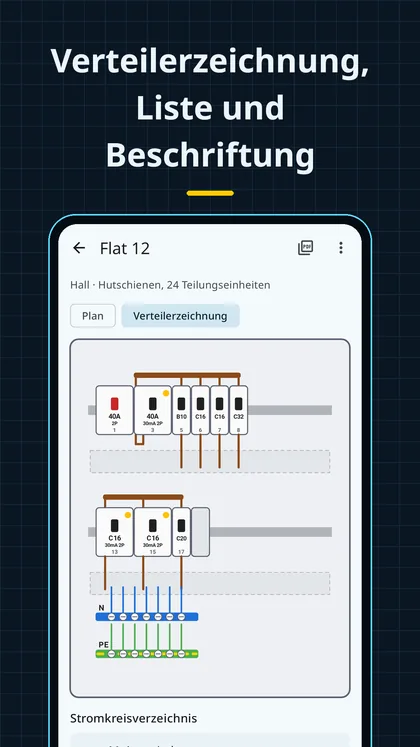 Verteilerzeichnung,
Liste und
Beschriftung
Flat 12
PDF
Hall · Hutschienen, 24 Teilungseinheiten
Plan
Verteilerzeichnung
40A 40A B10 C16 C16 C32
2P 30mA 2P
1 3 5 6 7 8
C16 C16 C20
30mA 2P 30mA 2P
13 15 17
N
PE
Stromkreisverzeichnis